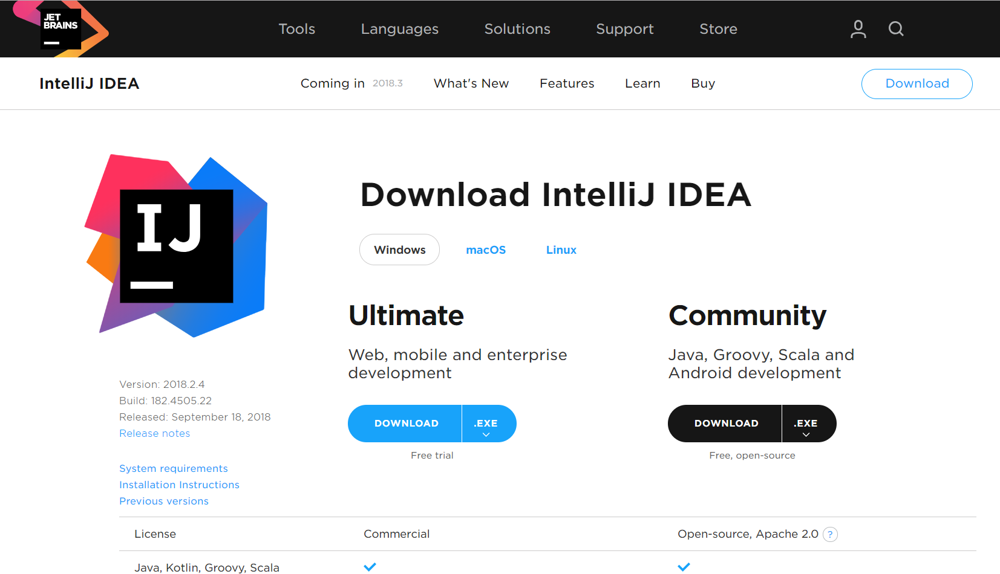 JET
BRAINS
Tools Languages Solutions Support Store
IntelliJ IDEA Coming in 2018.3 What's New Features Learn Buy Download
IJ
Download IntelliJ IDEA
Windows macOS Linux
Ultimate
Web, mobile and enterprise
development
DOWNLOAD .EXE
Free trial
Community
Java, Groovy, Scala and
Android development
DOWNLOAD .EXE
Free, open-source
Version: 2018.2.4
Build: 182.4505.22
Released: September 18, 2018
Release notes
System requirements
Installation Instructions
Previous versions
License Commercial Open-source, Apache 2.0 ?
Java, Kotlin, Groovy, Scala